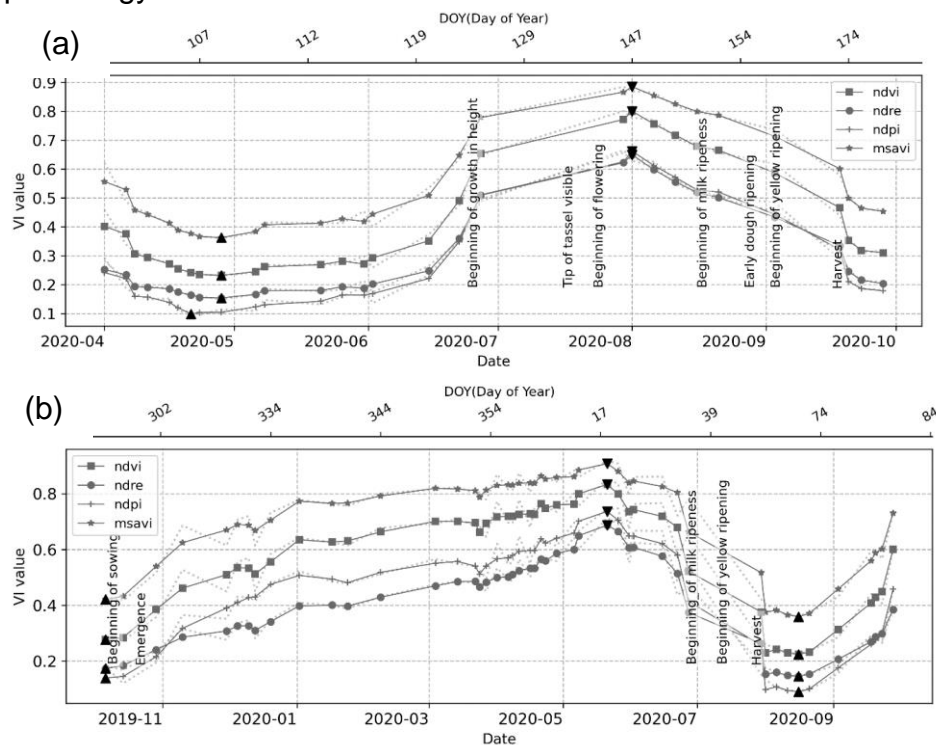 DOY(Day of Year)
(a)
107 112 119 129 147 154 174
0.9
0.8
0.7
0.6
0.5
0.4
0.3
0.2
0.1
VI value
ndvi
ndre
ndpi
msavi
Beginning of growth in height
Tip of tassel visible
Beginning of flowering
Beginning of milk ripeness
Early dough ripening
Beginning of yellow ripening
Harvest
2020-04 2020-05 2020-06 2020-07 2020-08 2020-09 2020-10
Date
DOY(Day of Year)
(b)
302 334 344 354 17 39 74 84
ndvi
ndre
ndpi
msavi
0.8
0.6
0.4
0.2
VI value
Beginning of sowing
Emergence
Beginning of milk ripeness
Beginning of yellow ripening
Harvest
2019-11 2020-01 2020-03 2020-05 2020-07 2020-09
Date